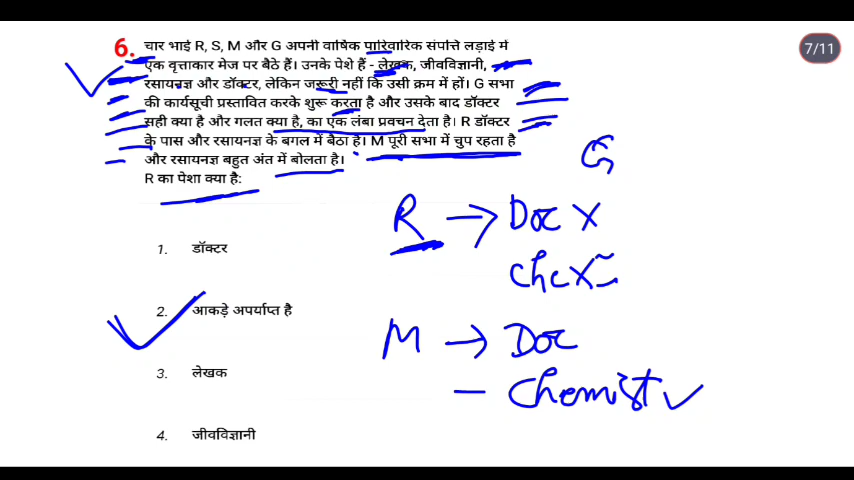 7/11
6. चार भाई R, S, M और G अपनी वार्षिक पारिवारिक संपत्ति लड़ाई में
एक वृत्ताकार मेज पर बैठे हैं। उनके पेशे हैं - लेखक, जीवविज्ञानी,
रसायनज्ञ और डॉक्टर, लेकिन जरूरी नहीं कि उसी क्रम में हों। G सभा
की कार्यसूची प्रस्तावित करके शुरू करता है और उसके बाद डॉक्टर
सही क्या है और गलत क्या है, का एक लंबा प्रवचन देता है। R डॉक्टर
के पास और रसायनज्ञ के बगल में बैठा है। M पूरी सभा में चुप रहता है
और रसायनज्ञ बहुत अंत में बोलता है।
R का पेशा क्या है:
G
R → Doc X
Che X
1. डॉक्टर
2. आकड़े अपर्याप्त है
M → Doc
- Chemist ✓
3. लेखक
4. जीवविज्ञानी